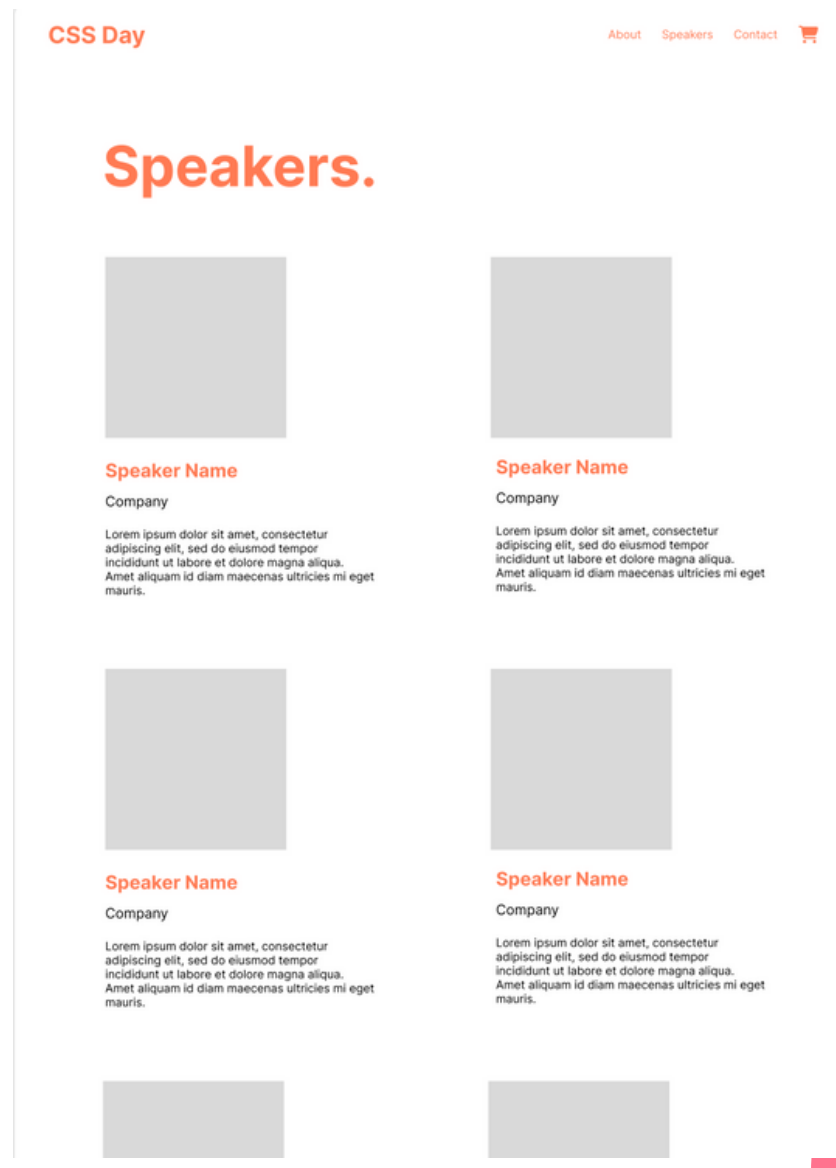 CSS Day
About Speakers Contact
Speakers.
Speaker Name
Company
Lorem ipsum dolor sit amet, consectetur
adipiscing elit, sed do eiusmod tempor
incididunt ut labore et dolore magna aliqua.
Amet aliquam id diam maecenas ultricies mi eget
mauris.
Speaker Name
Company
Lorem ipsum dolor sit amet, consectetur
adipiscing elit, sed do eiusmod tempor
incididunt ut labore et dolore magna aliqua.
Amet aliquam id diam maecenas ultricies mi eget
mauris.
Speaker Name
Company
Lorem ipsum dolor sit amet, consectetur
adipiscing elit, sed do eiusmod tempor
incididunt ut labore et dolore magna aliqua.
Amet aliquam id diam maecenas ultricies mi eget
mauris.
Speaker Name
Company
Lorem ipsum dolor sit amet, consectetur
adipiscing elit, sed do eiusmod tempor
incididunt ut labore et dolore magna aliqua.
Amet aliquam id diam maecenas ultricies mi eget
mauris.